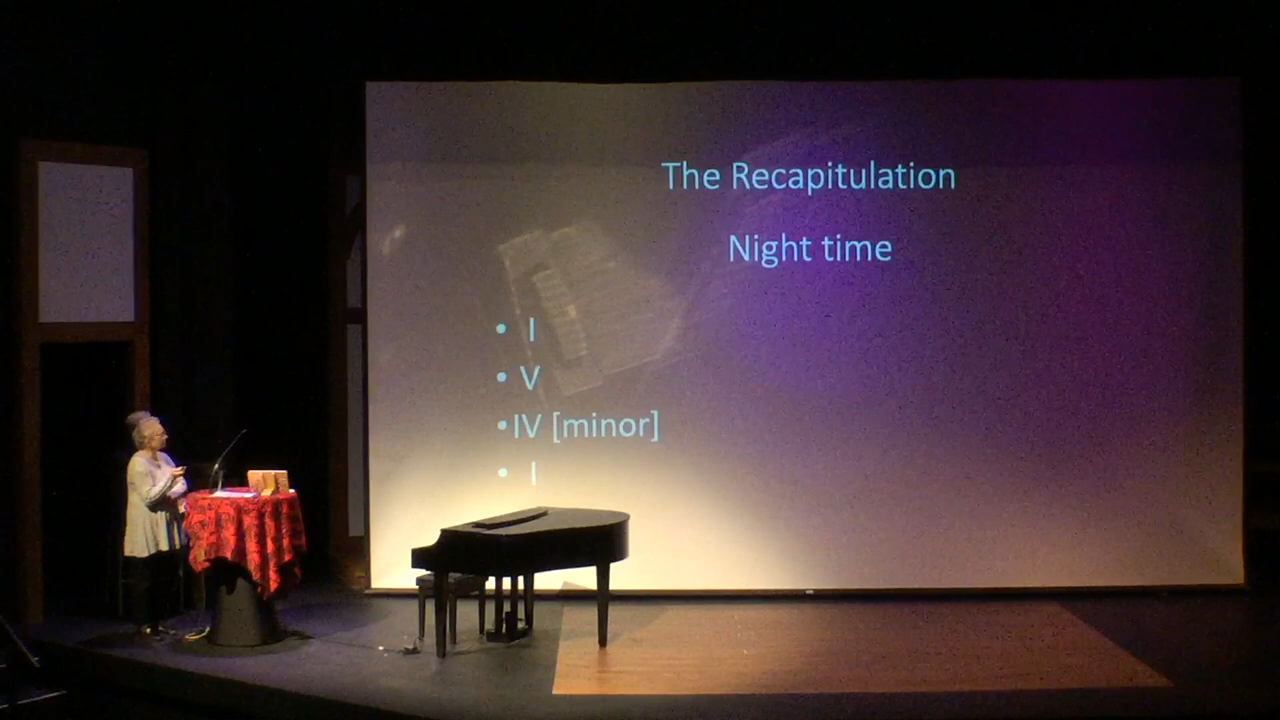 The Recapitulation
Night time
• I
• V
•IV [minor]
• I